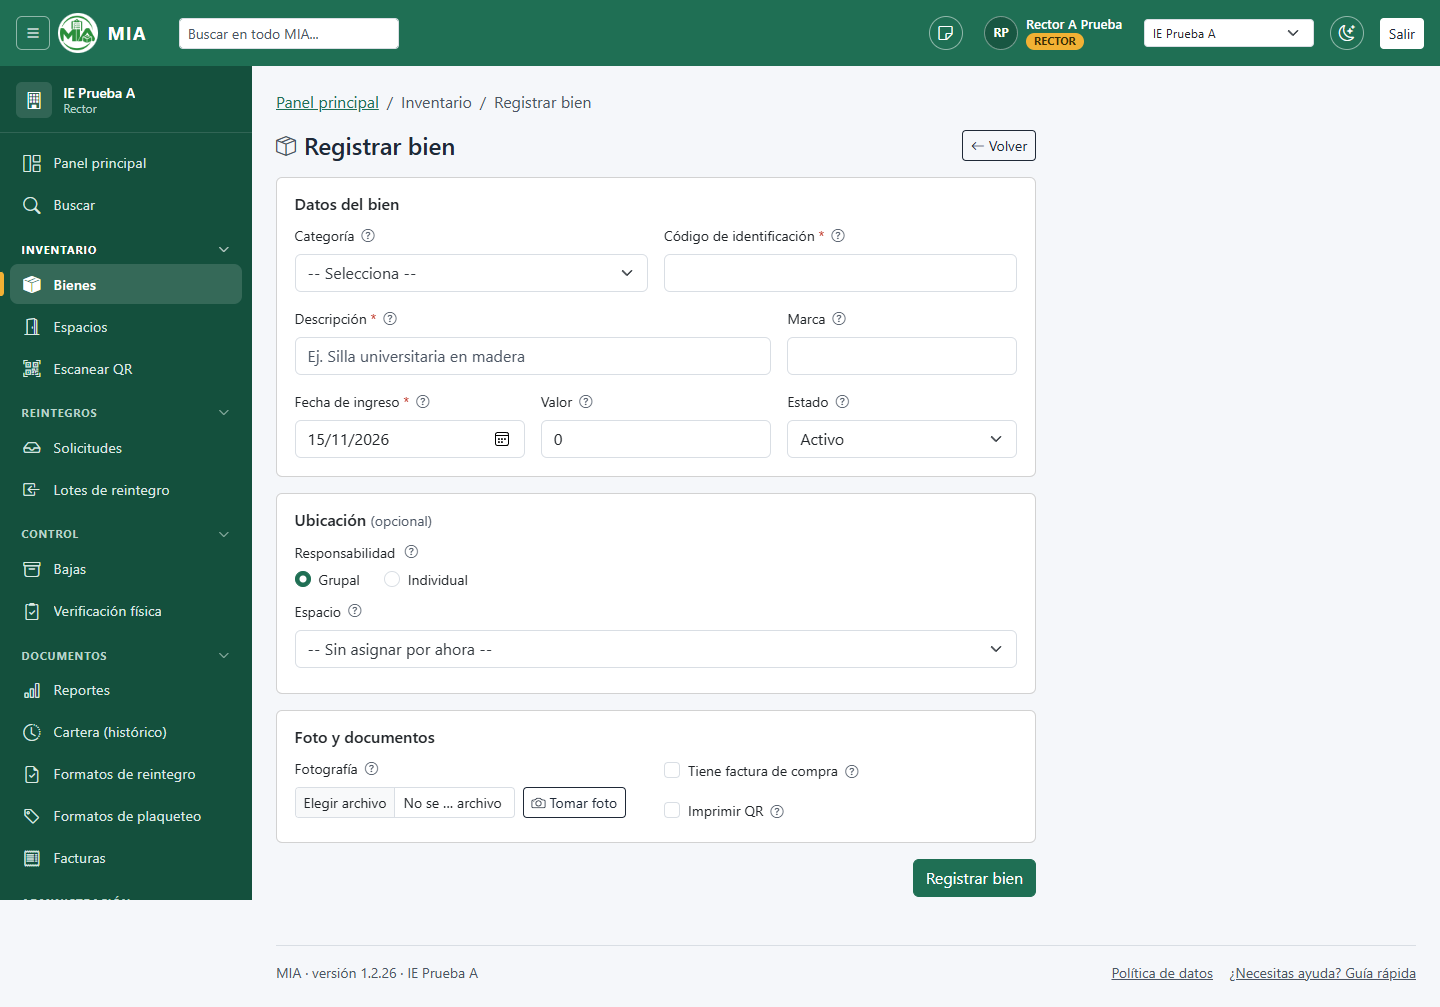 MIA
Buscar en todo MIA...
RP
Rector A Prueba
RECTOR
IE Prueba A
Salir
IE Prueba A
Rector
Panel principal
Buscar
INVENTARIO
Bienes
Espacios
Escanear QR
REINTEGROS
Solicitudes
Lotes de reintegro
CONTROL
Bajas
Verificación física
DOCUMENTOS
Reportes
Cartera (histórico)
Formatos de reintegro
Formatos de plaqueteo
Facturas
Panel principal / Inventario / Registrar bien
Registrar bien
← Volver
Datos del bien
Categoría
Código de identificación *
-- Selecciona --
Descripción *
Marca
Ej. Silla universitaria en madera
Fecha de ingreso *
Valor
Estado
15/11/2026
0
Activo
Ubicación (opcional)
Responsabilidad
Grupal
Individual
Espacio
-- Sin asignar por ahora --
Foto y documentos
Fotografía
Tiene factura de compra
Elegir archivo
No se ... archivo
Tomar foto
Imprimir QR
Registrar bien
MIA · versión 1.2.26 · IE Prueba A
Política de datos
¿Necesitas ayuda? Guía rápida